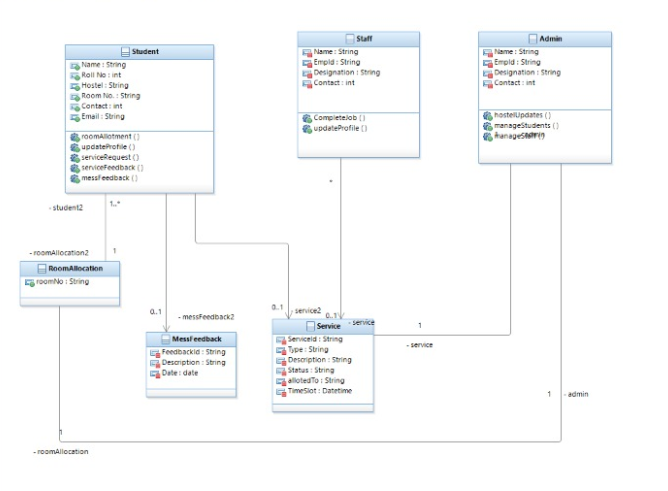 Student
Name : String
Roll No : int
Hostel : String
Room No. : String
Contact : int
Email : String
roomAllotment ( )
updateProfile ( )
serviceRequest ( )
serviceFeedback ( )
messFeedback ( )
Staff
Name : String
EmpId : String
Designation : String
Contact : int
CompleteJob ( )
updateProfile ( )
Admin
Name : String
EmpId : String
Designation : String
Contact : int
hostelUpdates ( )
manageStudents ( )
manageStaff ( )
- admin
*
- student2
1..*
- roomAllocation2
1
RoomAllocation
roomNo : String
0..1
- messFeedback2
MessFeedback
FeedbackId : String
Description : String
Date : date
0..1
- service2
0..1
- service
Service
ServiceId : String
Type : String
Description : String
Status : String
allotedTo : String
TimeSlot : Datetime
1
- service
1
- admin
1
- roomAllocation